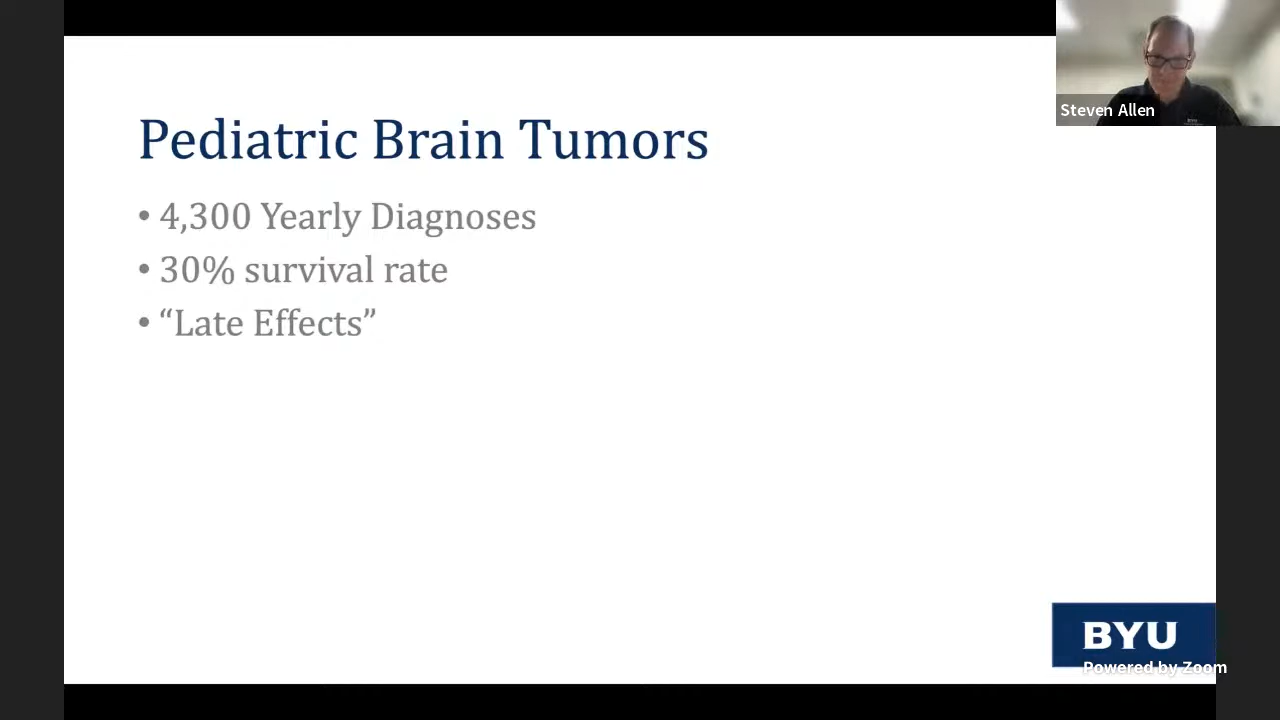 Steven Allen
Pediatric Brain Tumors
• 4,300 Yearly Diagnoses
• 30% survival rate
• “Late Effects”
BYU
Powered by Zoom